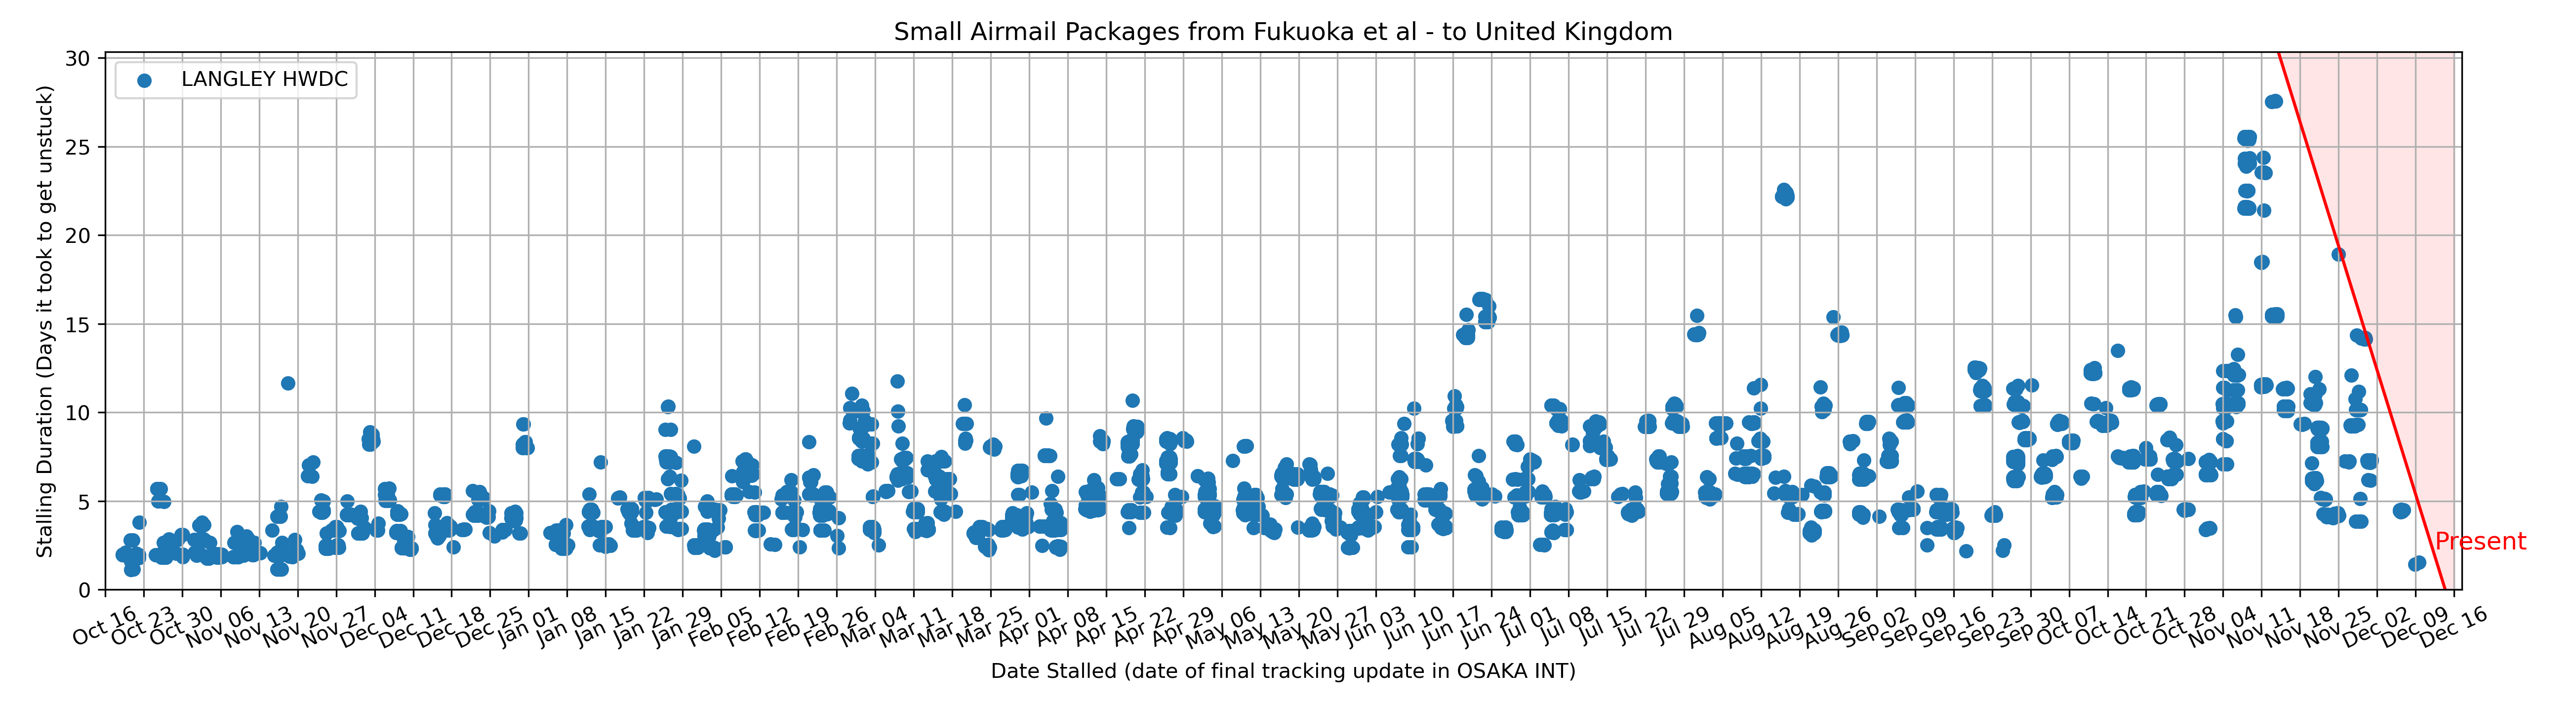 Small Airmail Packages from Fukuoka et al - to United Kingdom
LANGLEY HWDC
Stalling Duration (Days it took to get unstuck)
30
25
20
15
10
5
0
Present
Oct 16
Oct 23
Oct 30
Nov 06
Nov 13
Nov 20
Nov 27
Dec 04
Dec 11
Dec 18
Dec 25
Jan 01
Jan 08
Jan 15
Jan 22
Jan 29
Feb 05
Feb 12
Feb 19
Feb 26
Mar 04
Mar 11
Mar 18
Mar 25
Apr 01
Apr 08
Apr 15
Apr 22
Apr 29
May 06
May 13
May 20
May 27
Jun 03
Jun 10
Jun 17
Jun 24
Jul 01
Jul 08
Jul 15
Jul 22
Jul 29
Aug 05
Aug 12
Aug 19
Aug 26
Sep 02
Sep 09
Sep 16
Sep 23
Sep 30
Oct 07
Oct 14
Oct 21
Oct 28
Nov 04
Nov 11
Nov 18
Nov 25
Dec 02
Dec 09
Dec 16
Date Stalled (date of final tracking update in OSAKA INT)